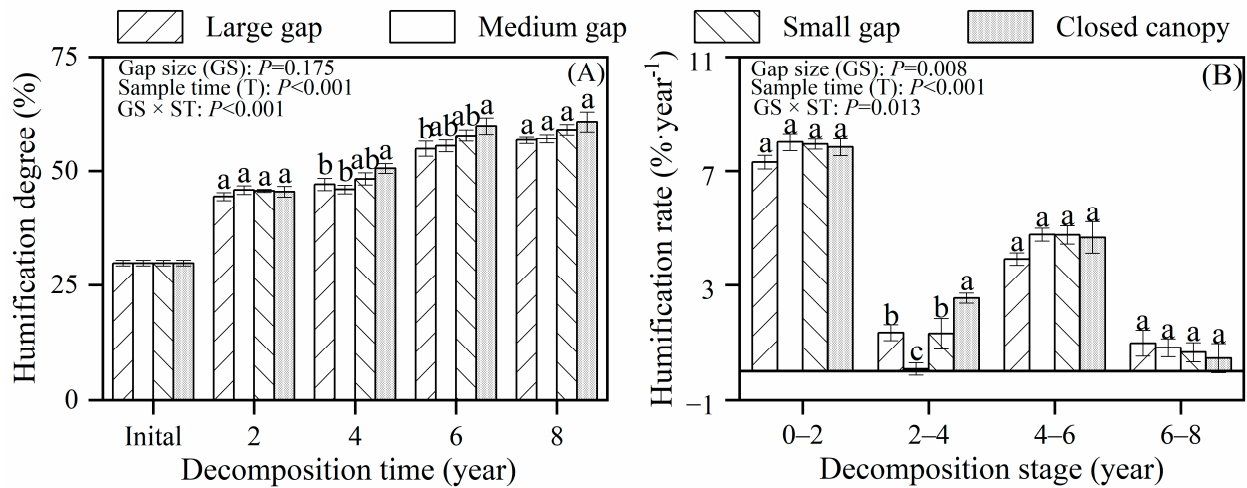 Large gap Medium gap Small gap Closed canopy
Humification degree (%)
75
50
25
0
Gap sizc (GS): P=0.175
Sample time (T): P<0.001
GS × ST: P<0.001
(A)
a a a a
b b ab a
b ab ab a
a a a a
Inital 2 4 6 8
Decomposition time (year)
Humification rate (%·year-1)
11
7
3
−1
Gap size (GS): P=0.008
Sample time (T): P<0.001
GS × ST: P=0.013
(B)
a a a a
b c b a
a a a a
a a a a
0–2 2–4 4–6 6–8
Decomposition stage (year)